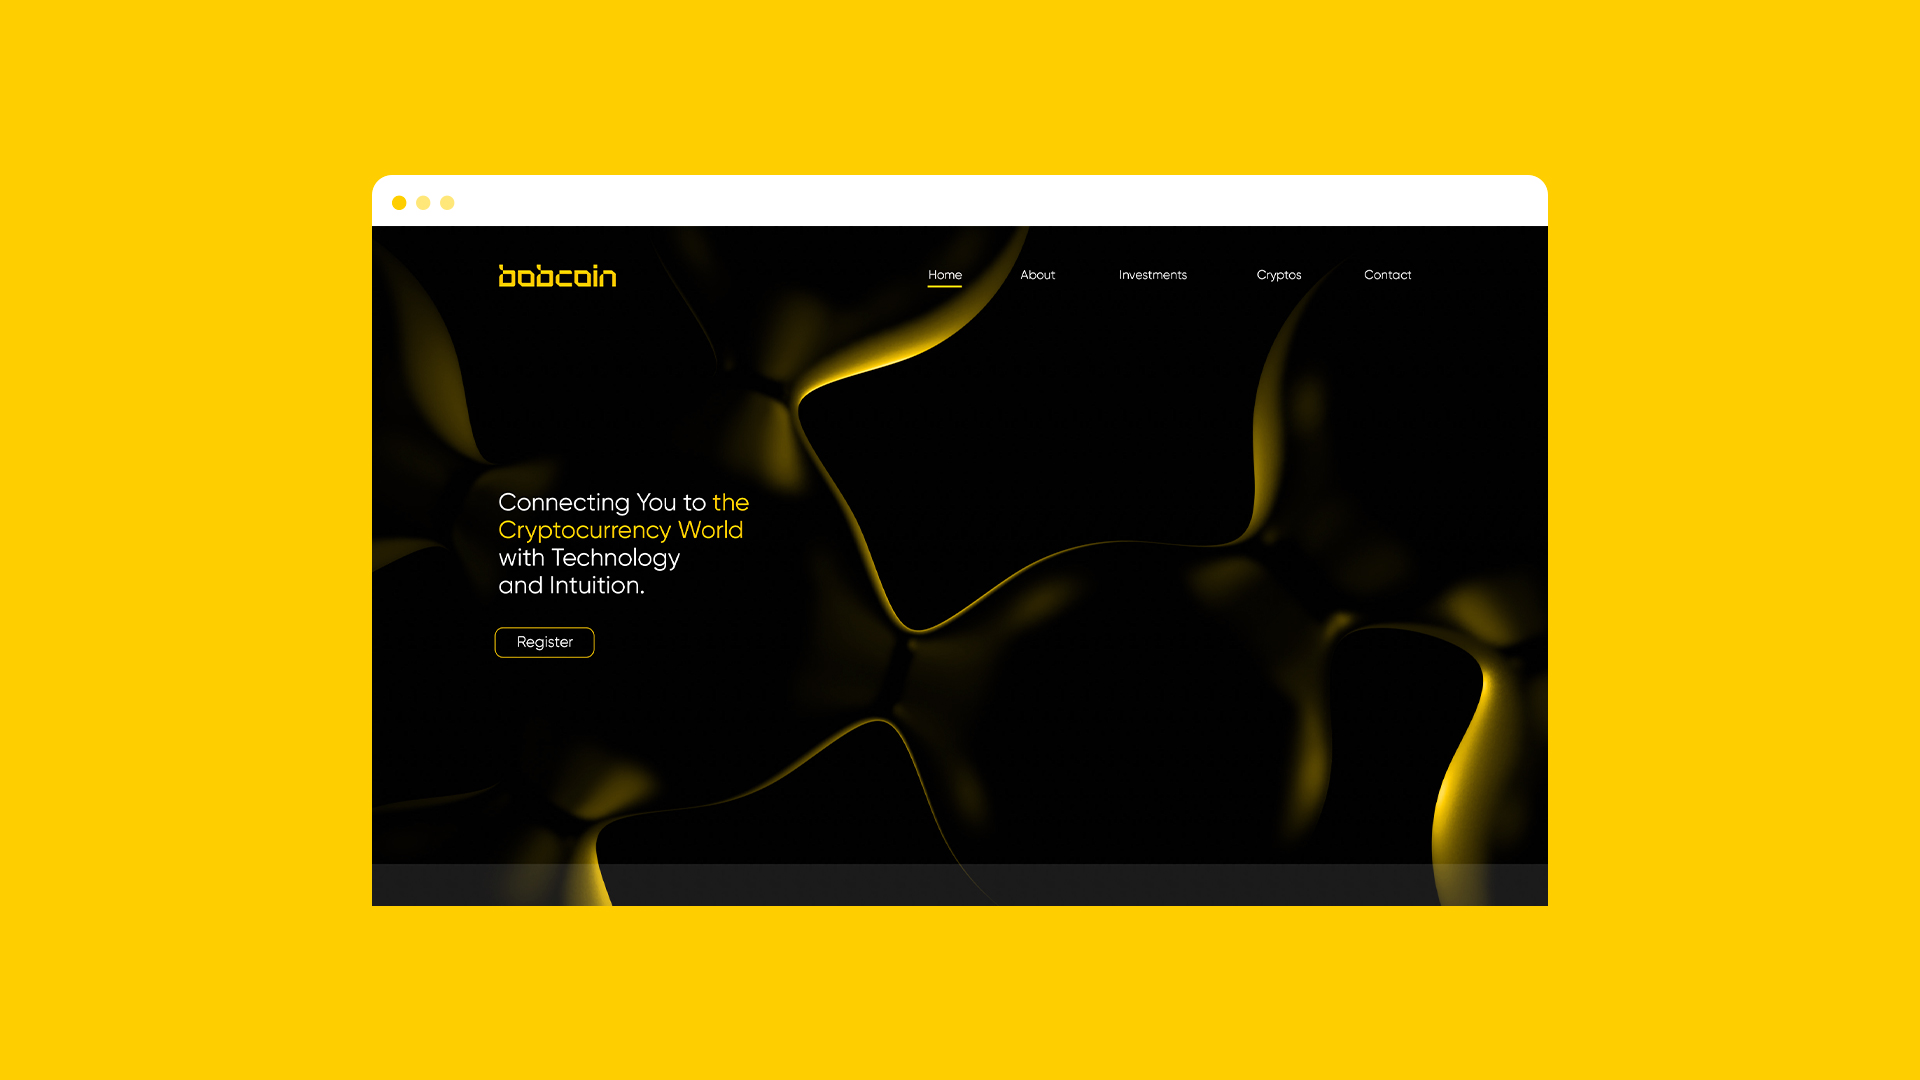 bobcoin
Home About Investments Cryptos Contact
Connecting You to the
Cryptocurrency World
with Technology
and Intuition.
Register